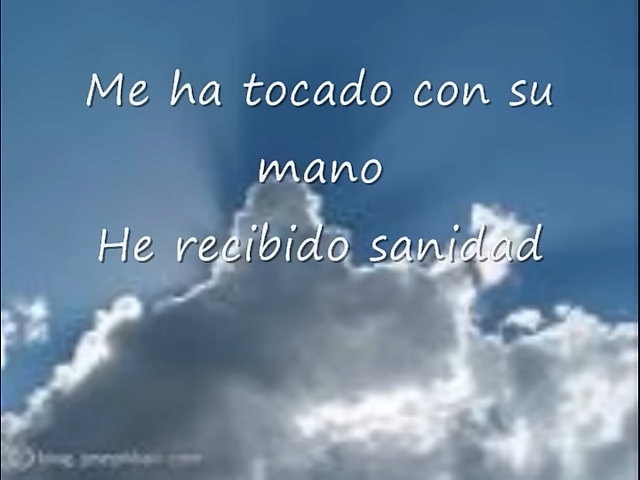 Me ha tocado con su
mano
He recibido sanidad